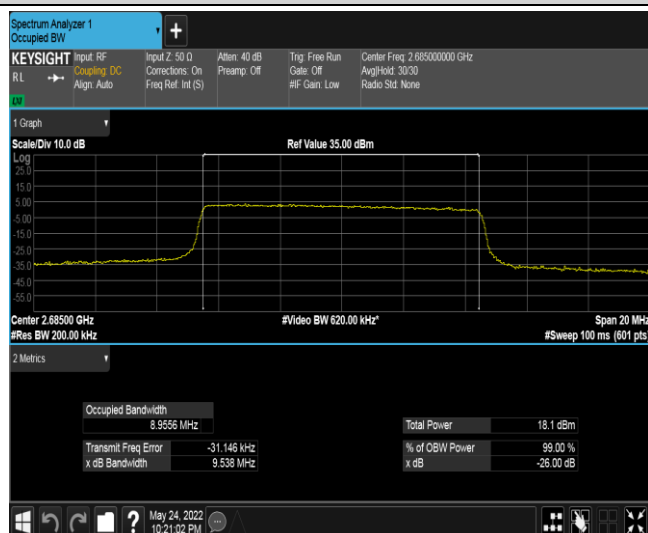 Spectrum Analyzer 1
Occupied BW
+
KEYSIGHT Input: RF Input Z: 50 Ω Atten: 40 dB Trig: Free Run Center Freq: 2.685000000 GHz
RL Coupling: DC Corrections: On Preamp: Off Gate: Off Avg|Hold: 30/30
Align: Auto Freq Ref: Int (S) #IF Gain: Low Radio Std: None
LXI
1 Graph
Scale/Div 10.0 dB Ref Value 35.00 dBm
Log
25.0
15.0
5.00
-5.00
-15.0
-25.0
-35.0
-45.0
-55.0
Center 2.68500 GHz #Video BW 620.00 kHz* Span 20 MHz
#Res BW 200.00 kHz #Sweep 100 ms (601 pts)
2 Metrics
Occupied Bandwidth
8.9556 MHz Total Power 18.1 dBm
Transmit Freq Error -31.146 kHz % of OBW Power 99.00 %
x dB Bandwidth 9.538 MHz x dB -26.00 dB
? May 24, 2022
10:21:02 PM